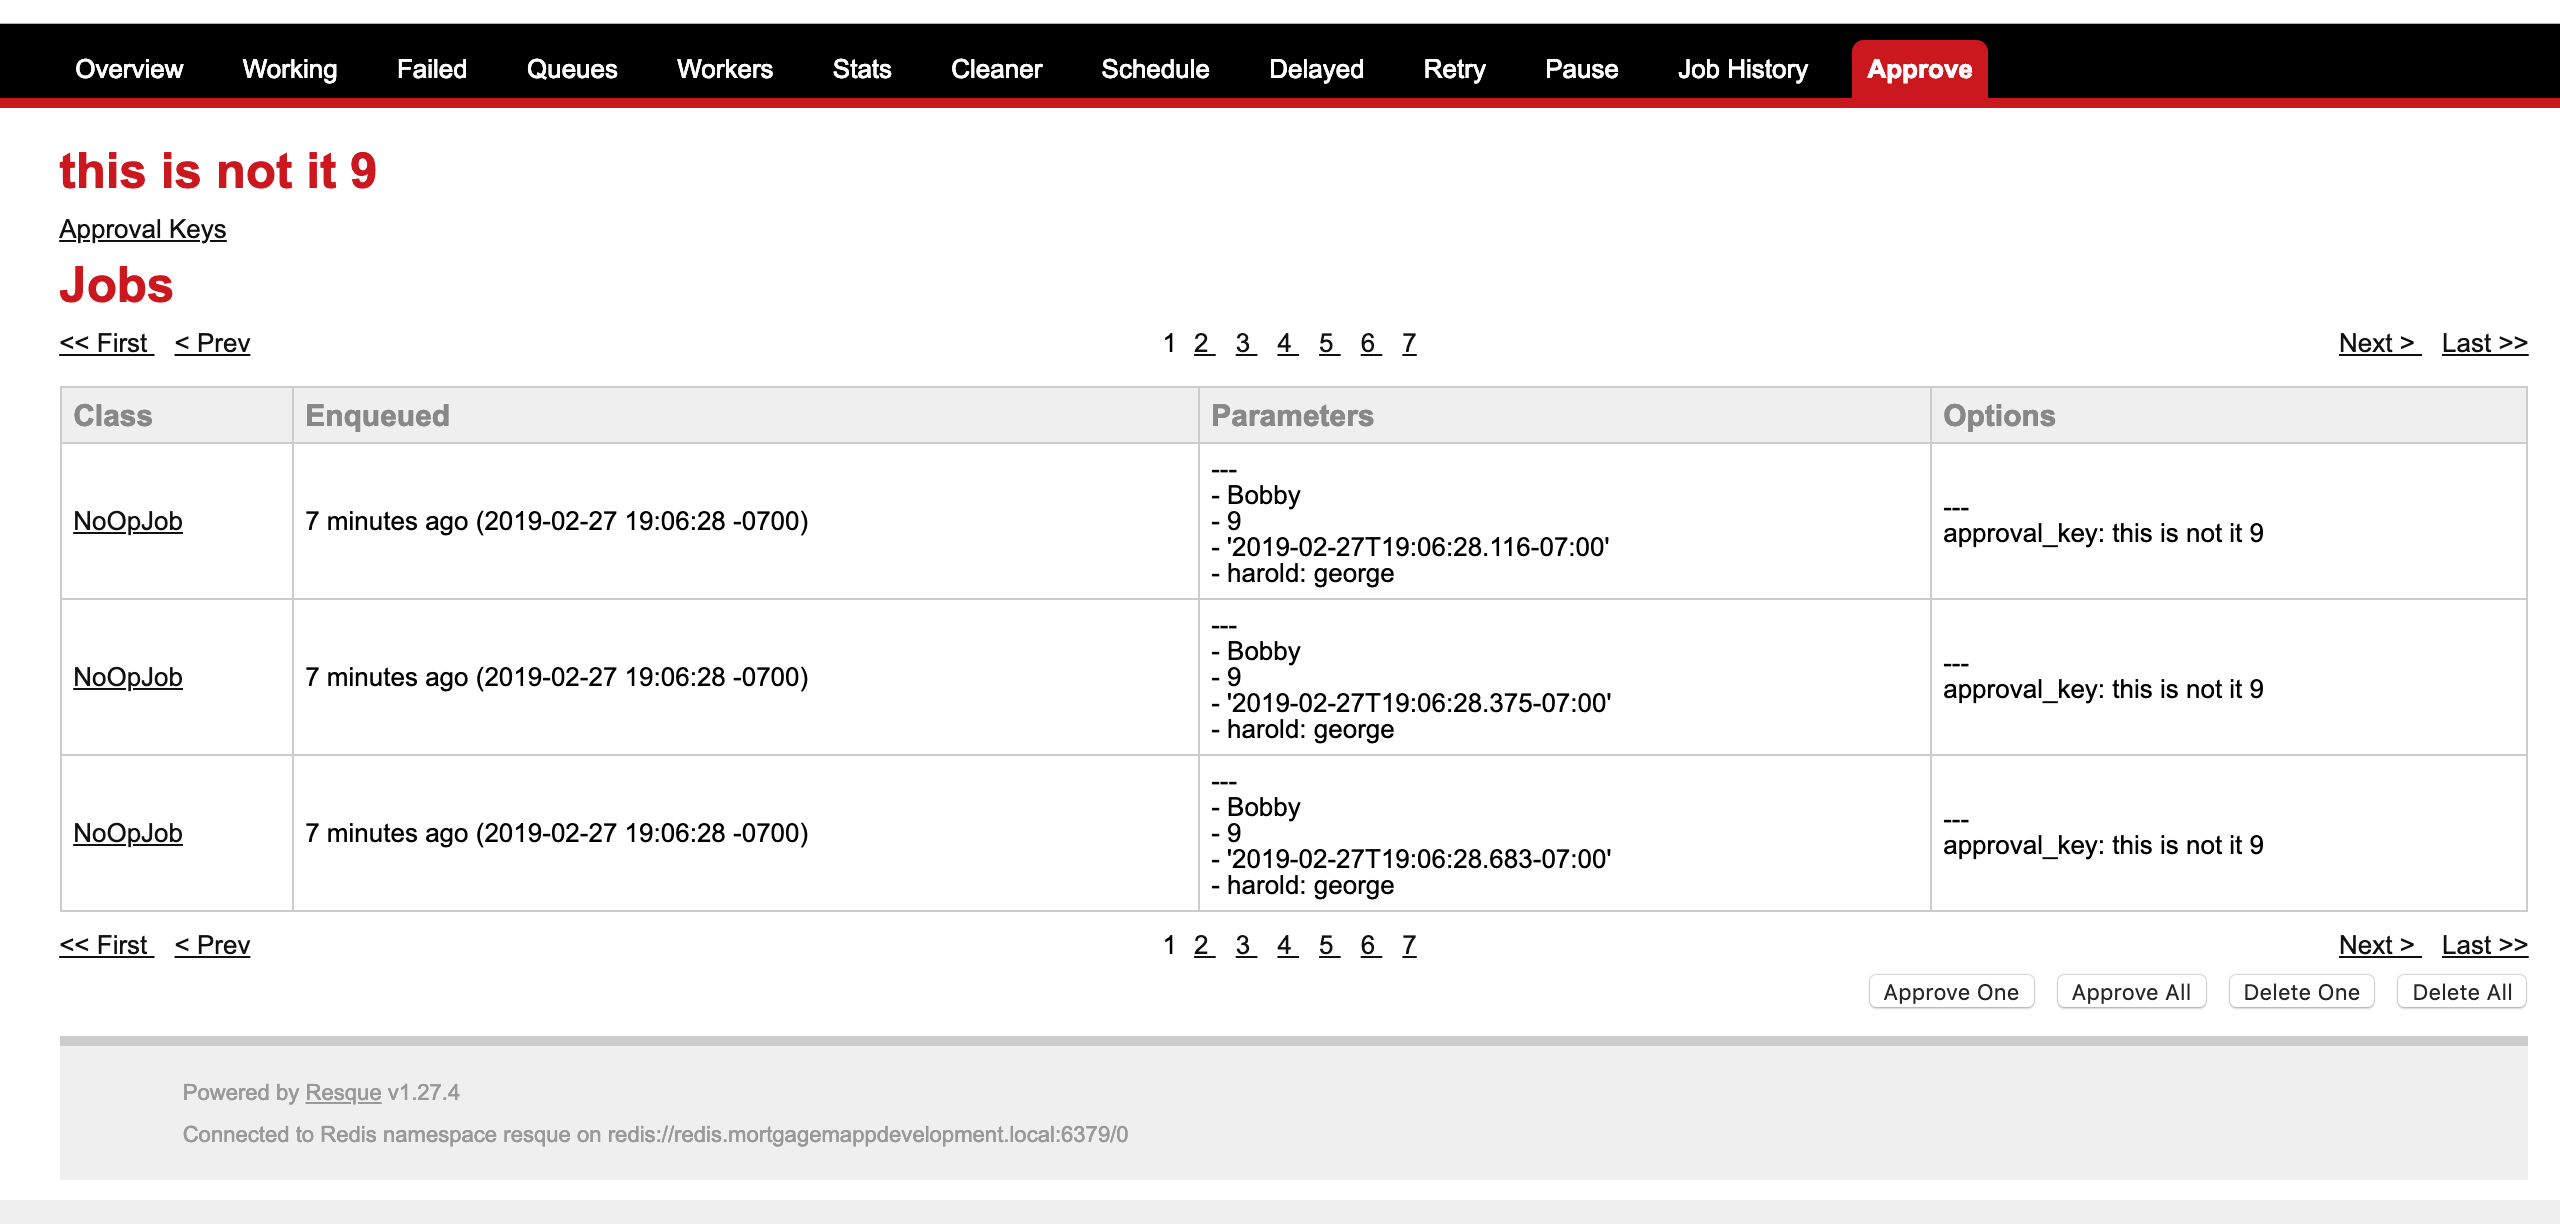 Overview Working Failed Queues Workers Stats Cleaner Schedule Delayed Retry Pause Job History Approve
this is not it 9
Approval Keys
Jobs
<< First < Prev 1 2 3 4 5 6 7 Next > Last >>
Class Enqueued Parameters Options
NoOpJob 7 minutes ago (2019-02-27 19:06:28 -0700)
---
- Bobby
- 9
- '2019-02-27T19:06:28.116-07:00'
- harold: george
---
approval_key: this is not it 9
NoOpJob 7 minutes ago (2019-02-27 19:06:28 -0700)
---
- Bobby
- 9
- '2019-02-27T19:06:28.375-07:00'
- harold: george
---
approval_key: this is not it 9
NoOpJob 7 minutes ago (2019-02-27 19:06:28 -0700)
---
- Bobby
- 9
- '2019-02-27T19:06:28.683-07:00'
- harold: george
---
approval_key: this is not it 9
<< First < Prev 1 2 3 4 5 6 7 Next > Last >>
Approve One Approve All Delete One Delete All
Powered by Resque v1.27.4
Connected to Redis namespace resque on redis://redis.mortgagemappdevelopment.local:6379/0